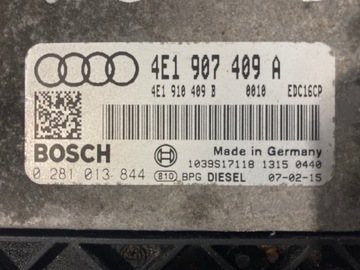 4E1 907 409 A
4E1 910 409 B 0010 EDC16CP
Made in Germany
BOSCH
1039S17118 1315 0440
0 281 013 844 810 BPG DIESEL 07-02-15